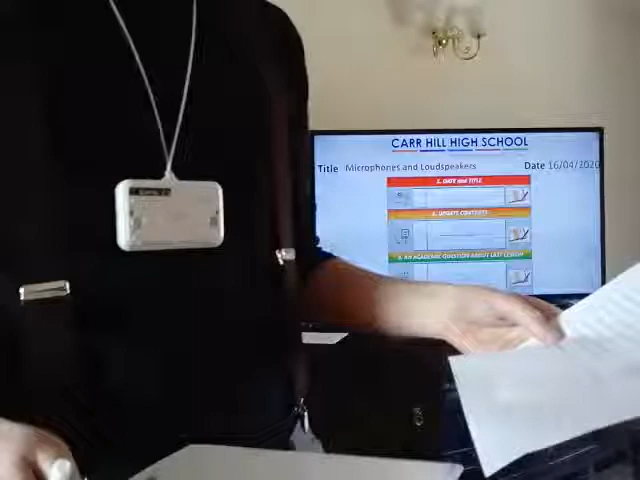 CARR HILL HIGH SCHOOL
Title Microphones and Loudspeakers Date 16/04/2020
1. DATE and TITLE
2. UPDATE CONTENTS
3. AN ACADEMIC QUESTION ABOUT LAST LESSON